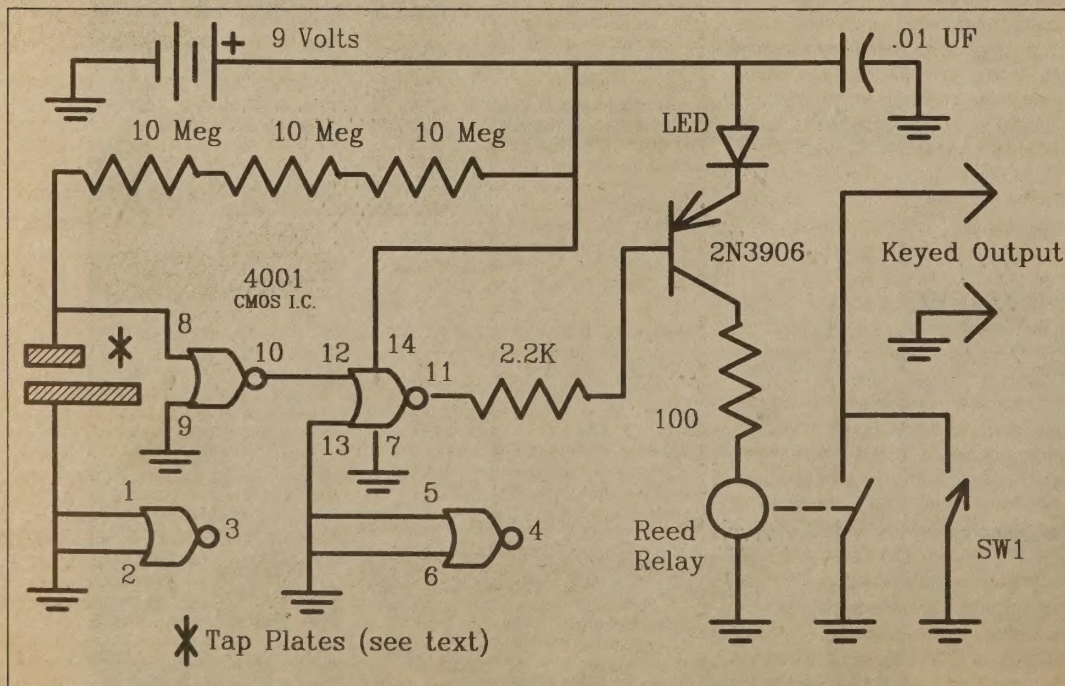 + 9 Volts
.01 UF
10 Meg 10 Meg 10 Meg
LED
2N3906
Keyed Output
4001
CMOS I.C.
8
9
10
12
13
14
7
11
2.2K
100
1
2
3
5
6
4
Reed
Relay
SW1
Tap Plates (see text)